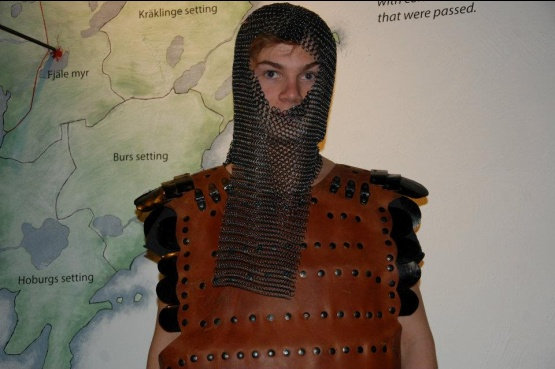 Kräklinge setting
that were passed.
Fjäle myr
Burs setting
Hoburgs setting